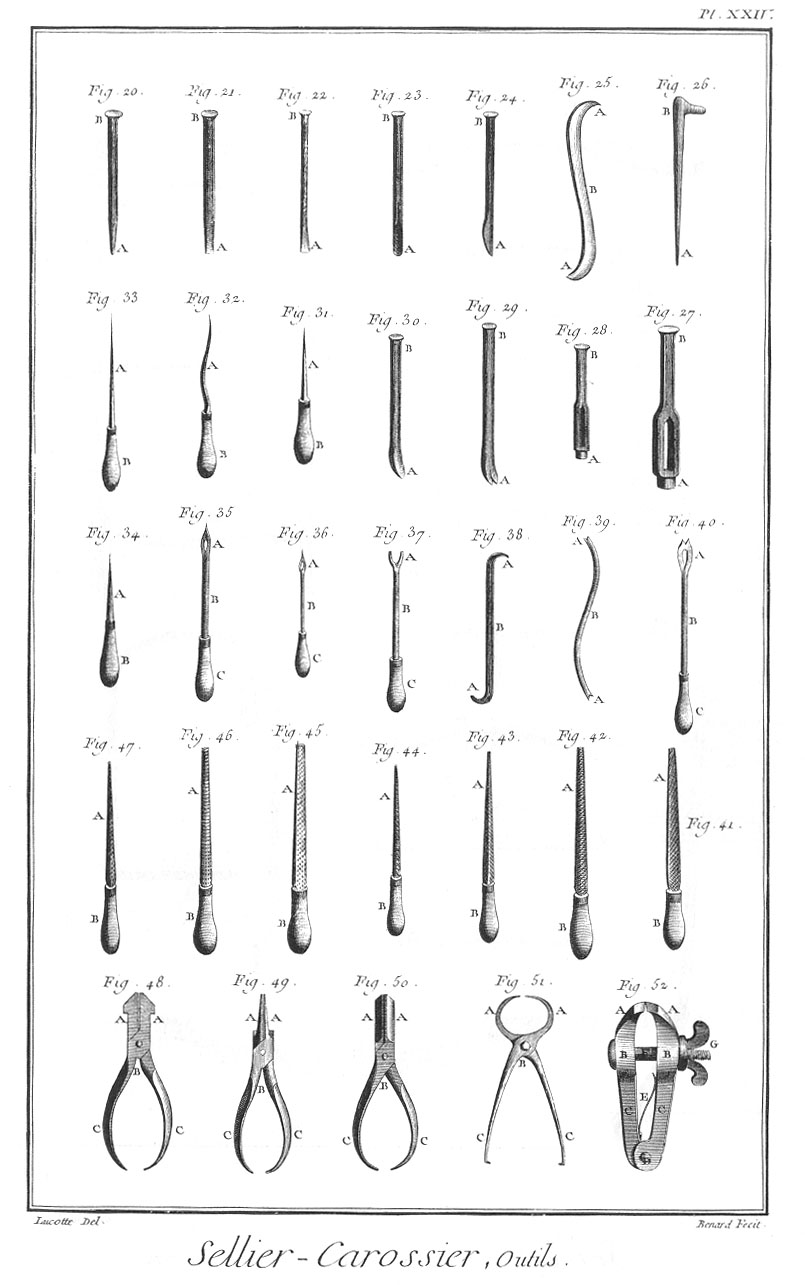 Pl. XXIV.
Fig. 20. Fig. 21. Fig. 22. Fig. 23. Fig. 24. Fig. 25. Fig. 26.
B B B B B A B
B
A A A A A A A
Fig. 33 Fig. 32. Fig. 31. Fig. 30. Fig. 29. Fig. 28. Fig. 27.
A A A B B B B
B B B A A A A
Fig. 34. Fig. 35 Fig. 36. Fig. 37. Fig. 38. Fig. 39. Fig. 40.
A A A A A A A
B B B B B B B
C C C A A C
Fig. 47. Fig. 46. Fig. 45. Fig. 44. Fig. 43. Fig. 42. Fig. 41.
A A A A A A A
B B B B B B B
Fig. 48. Fig. 49. Fig. 50. Fig. 51. Fig. 52.
A A A A A A A A A A
C C G
B B B B B B
C C C C C C C C C E C
Lucotte Del.
Benard Fecit.
Sellier-Carossier, Outils.